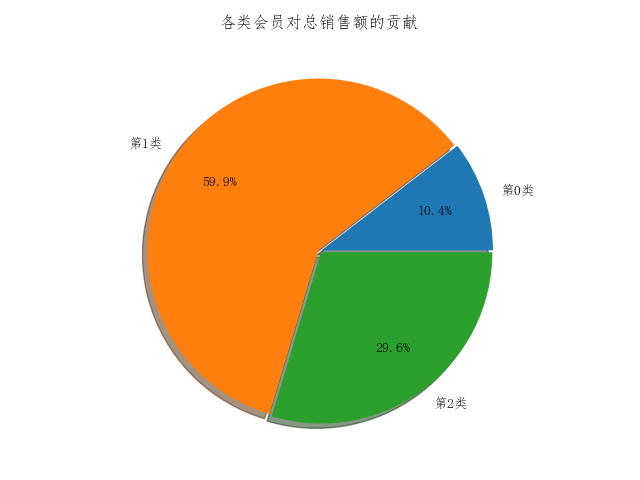 各类会员对总销售额的贡献
第1类
59.9%
第0类
10.4%
29.6%
第2类